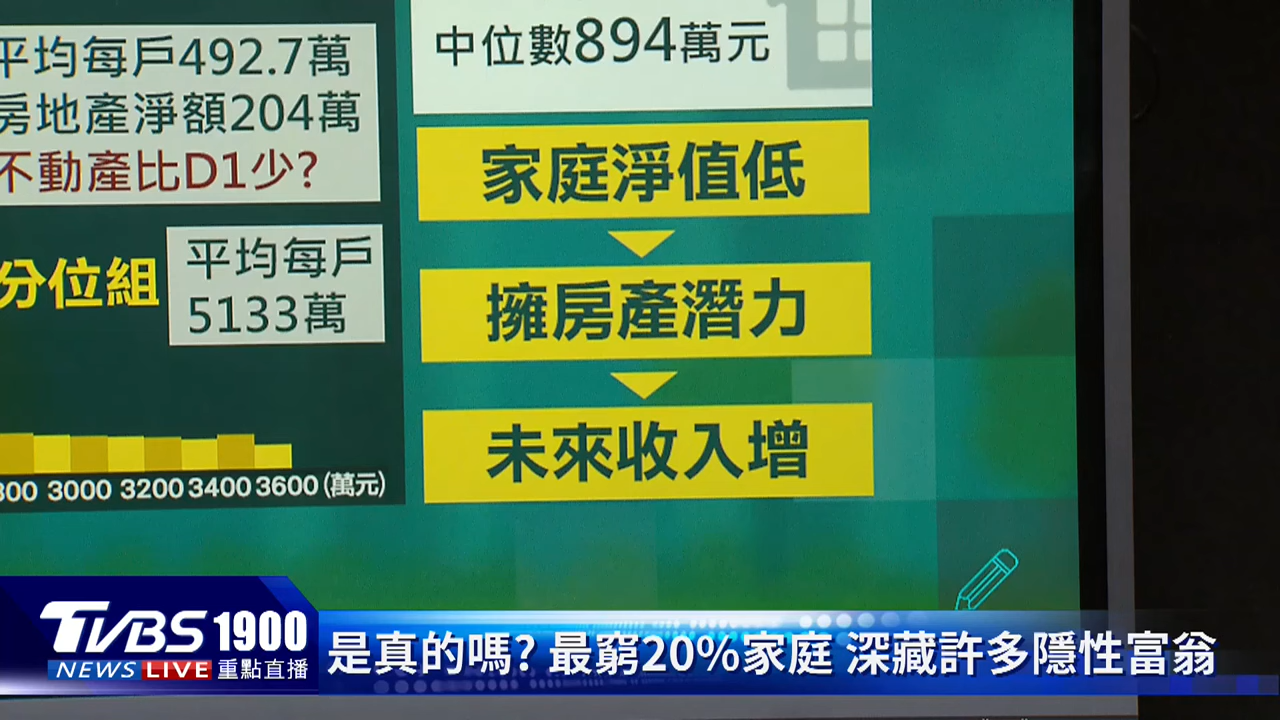 平均每戶492.7萬
房地產淨額204萬
不動產比D1少?
分位組
平均每戶
5133萬
3000 3200 3400 3600 (萬元)
中位數894萬元
家庭淨值低
擁房產潛力
未來收入增
TVBS 1900
NEWS LIVE 重點直播
是真的嗎? 最窮20%家庭 深藏許多隱性富翁